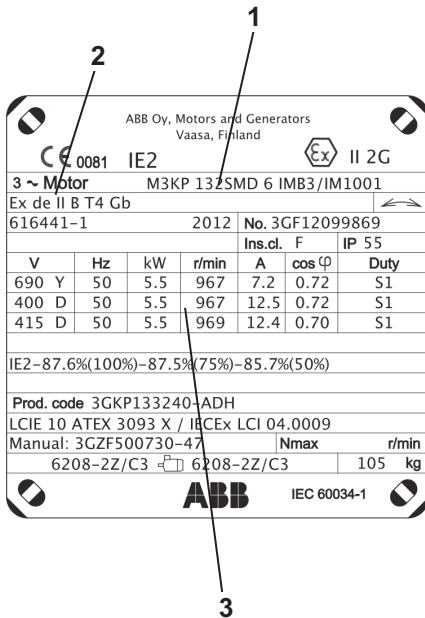 1
2
ABB Oy, Motors and Generators
Vaasa, Finland
CE 0081 IE2 Ex II 2G
3 ~ Motor M3KP 132SMD 6 IMB3/IM1001
Ex de II B T4 Gb
616441-1 2012 No. 3GF12099869
Ins.cl. F IP 55
V Hz kW r/min A cos φ Duty
690 Y 50 5.5 967 7.2 0.72 S1
400 D 50 5.5 967 12.5 0.72 S1
415 D 50 5.5 969 12.4 0.70 S1
IE2-87.6%(100%)-87.5%(75%)-85.7%(50%)
Prod. code 3GKP133240-ADH
LCIE 10 ATEX 3093 X / IECEx LCI 04.0009
Manual: 3GZF500730-47 Nmax r/min
6208-2Z/C3 6208-2Z/C3 105 kg
ABB IEC 60034-1
3